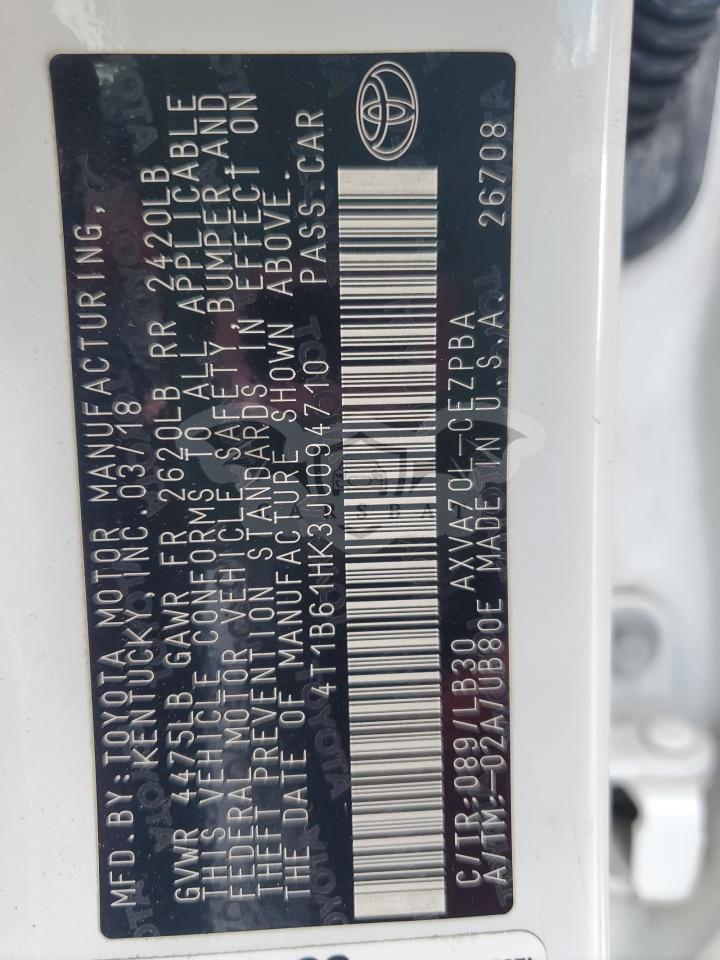 MFD.BY:TOYOTA MOTOR MANUFACTURING,
KENTUCKY,INC.03/18
GVWR 4475LB GAWR FR 2620LB RR 2420LB
THIS VEHICLE CONFORMS TO ALL APPLICABLE
FEDERAL MOTOR VEHICLE SAFETY,BUMPER,AND
THEFT PREVENTION STANDARDS IN EFFECT ON
THE DATE OF MANUFACTURE SHOWN ABOVE.
4T1B61HK3JU094710 PASS.CAR
C/TR:089/LB30 AXVA70L-CEZPBA
A/TM:-02A/UB80E MADE IN U.S.A. 26708